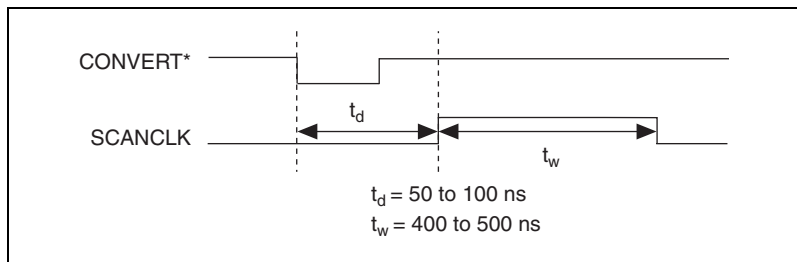 CONVERT*
t_d
SCANCLK
t_w
t_d = 50 to 100 ns
t_w = 400 to 500 ns